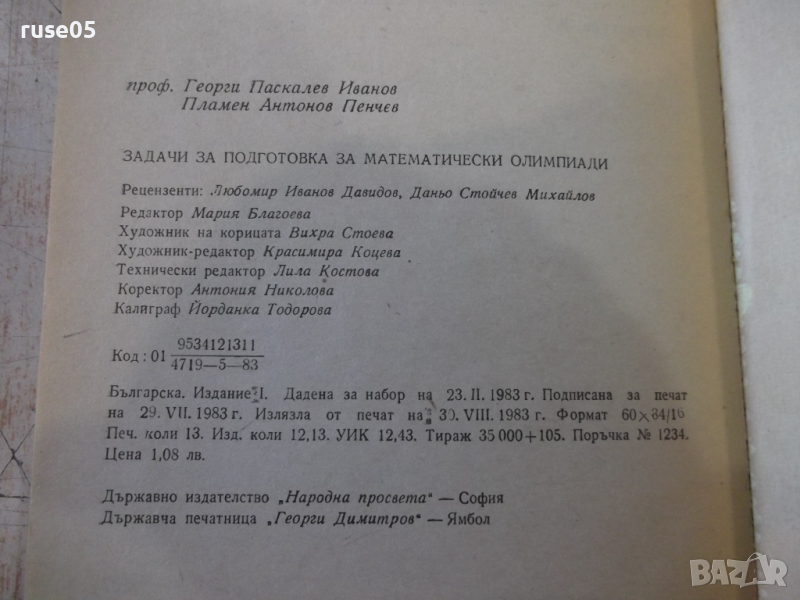 ruse05
проф. Георги Паскалев Иванов
Пламен Антонов Пенчев
ЗАДАЧИ ЗА ПОДГОТОВКА ЗА МАТЕМАТИЧЕСКИ ОЛИМПИАДИ
Рецензенти: Любомир Иванов Давидов, Даньо Стойчев Михайлов
Редактор Мария Благоева
Художник на корицата Вихра Стоева
Художник-редактор Красимира Коцева
Технически редактор Лила Костова
Коректор Антония Николова
Калиграф Йорданка Тодорова
Код: 01 9534121311
4719—5—83
Българска. Издание I. Дадена за набор на 23. II. 1983 г. Подписана за печат
на 29. VII. 1983 г. Излязла от печат на 30. VIII. 1983 г. Формат 60×84/16
Печ. коли 13. Изд. коли 12,13. УИК 12,43. Тираж 35 000+105. Поръчка № 1234.
Цена 1,08 лв.
Държавно издателство „Народна просвета“ — София
Държавча печатница „Георги Димитров“ — Ямбол
BAZAR